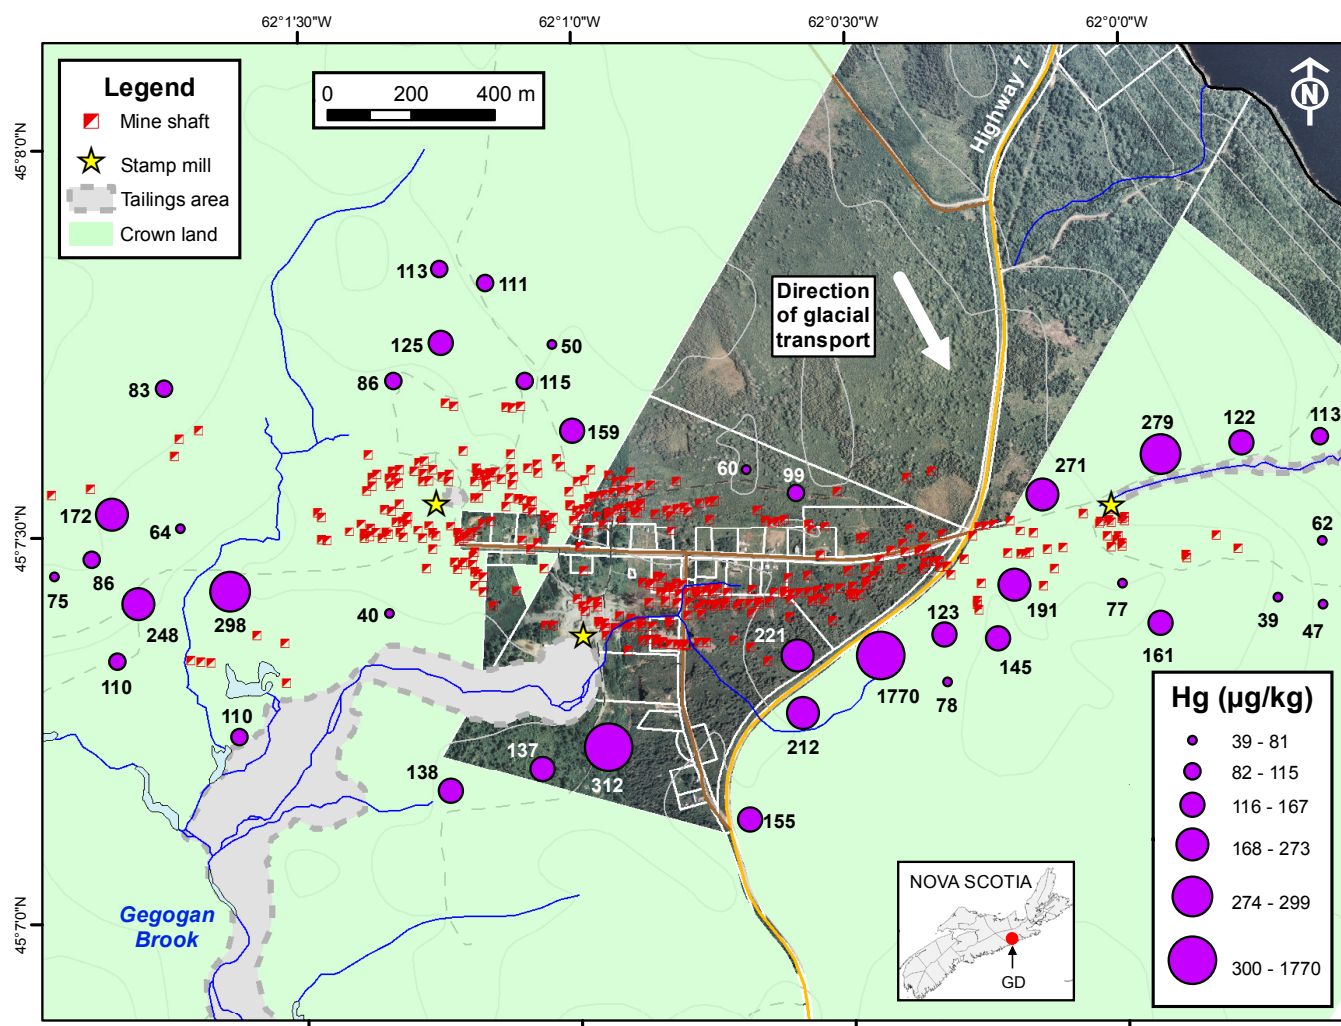 62°1'30"W
62°1'0"W
62°0'30"W
62°0'0"W
45°8'0"N
45°7'30"N
45°7'0"N
Legend
Mine shaft
Stamp mill
Tailings area
Crown land
0 200 400 m
Highway 7
N
Direction
of glacial
transport
113
111
125
50
86
115
83
159
60
99
279
122
113
271
172
64
62
86
75
248
298
40
191
77
39
47
123
145
161
221
1770
78
110
110
212
137
312
138
155
Gegogan
Brook
NOVA SCOTIA
GD
Hg (µg/kg)
39 - 81
82 - 115
116 - 167
168 - 273
274 - 299
300 - 1770